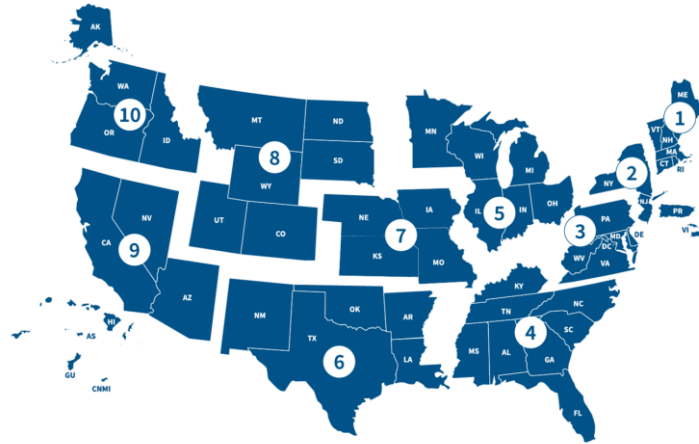 AK
WA
10
OR
ID
MT
ND
8
SD
WY
UT
CO
NV
CA
9
AZ
HI
AS
GU
CNMI
NE
IA
7
KS
MO
NM
OK
TX
AR
6
LA
MN
WI
MI
5
IL
IN
OH
ME
1
VT
NH
MA
CT
RI
2
NY
NJ
PR
VI
3
PA
MD
DE
DC
WV
VA
KY
TN
NC
4
SC
MS
AL
GA
FL